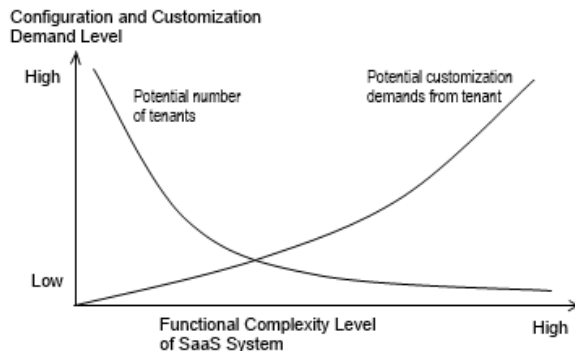 Configuration and Customization
Demand Level
High
Potential number
of tenants
Potential customization
demands from tenant
Low
Functional Complexity Level
of SaaS System
High